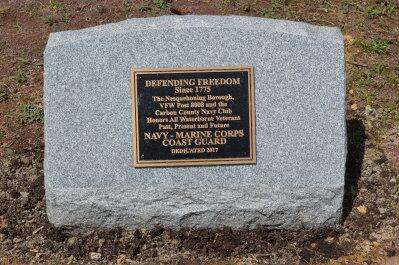 DEFENDING FREEDOM
Since 1775
The Nesquehoning Borough,
VFW Post 8008 and the
Carbon County Navy Club
Honors All Waterborne Veterans
Past, Present and Future
NAVY - MARINE CORPS
COAST GUARD
DEDICATED 2017